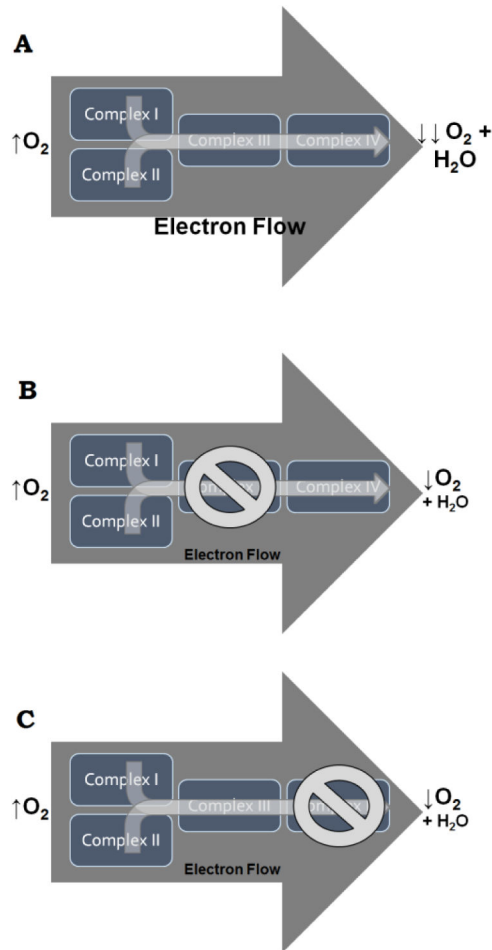 A
Complex I
↑O₂
Complex III
Complex IV
↓↓ O₂ +
H₂O
Complex II
Electron Flow
B
Complex I
↑O₂
Complex IV
↓O₂
+ H₂O
Complex II
Electron Flow
C
Complex I
↑O₂
Complex III
↓O₂
+ H₂O
Complex II
Electron Flow